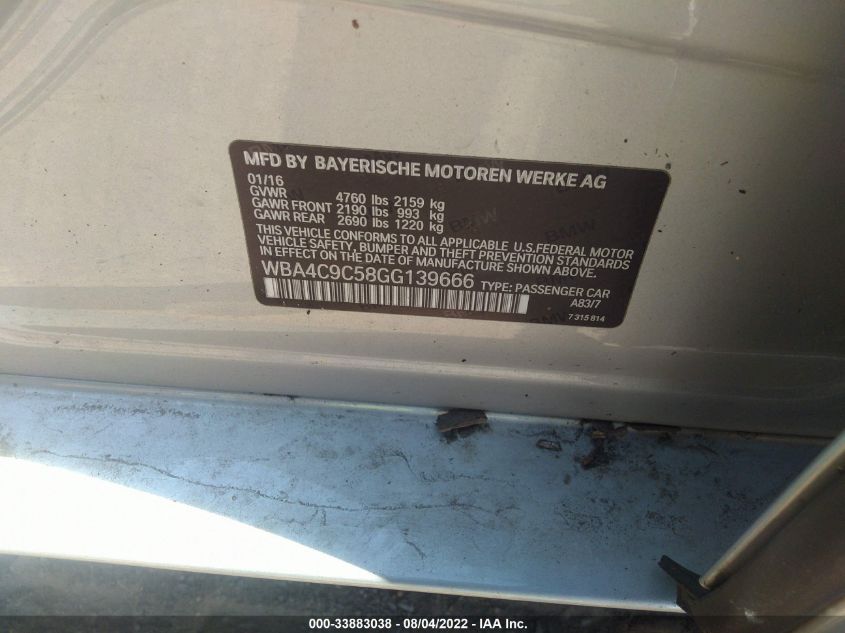 MFD BY BAYERISCHE MOTOREN WERKE AG
01/16
GVWR 4760 lbs 2159 kg
GAWR FRONT 2190 lbs 993 kg
GAWR REAR 2690 lbs 1220 kg
THIS VEHICLE CONFORMS TO ALL APPLICABLE U.S.FEDERAL MOTOR
VEHICLE SAFETY, BUMPER AND THEFT PREVENTION STANDARDS
IN EFFECT ON DATE OF MANUFACTURE SHOWN ABOVE.
WBA4C9C58GG139666 TYPE: PASSENGER CAR
A83/7
7 315 814
000-33883038 - 08/04/2022 - IAA Inc.